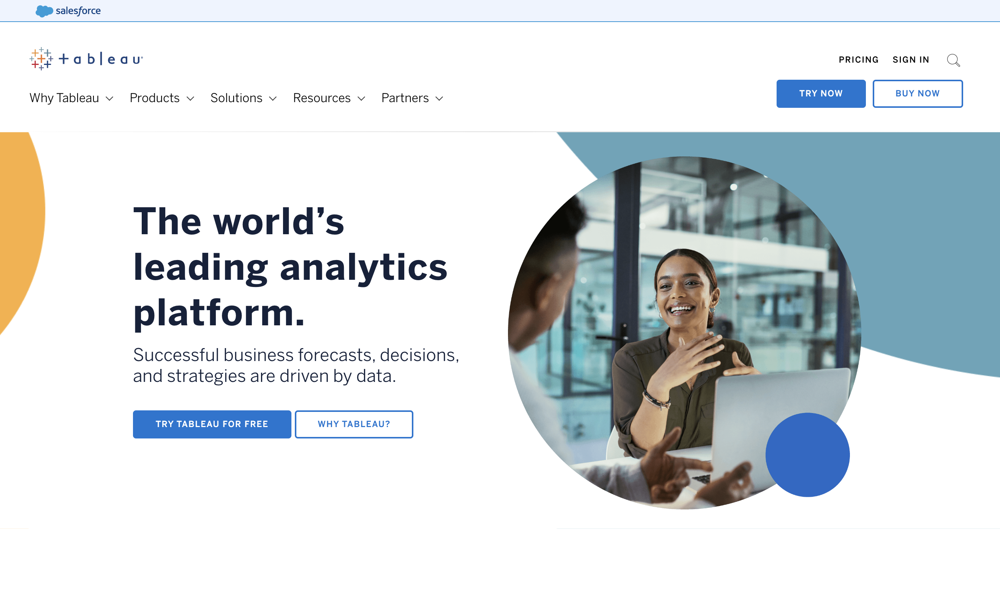 salesforce
+ableau®
PRICING SIGN IN
Why Tableau Products Solutions Resources Partners
TRY NOW BUY NOW
The world’s
leading analytics
platform.
Successful business forecasts, decisions,
and strategies are driven by data.
TRY TABLEAU FOR FREE WHY TABLEAU?